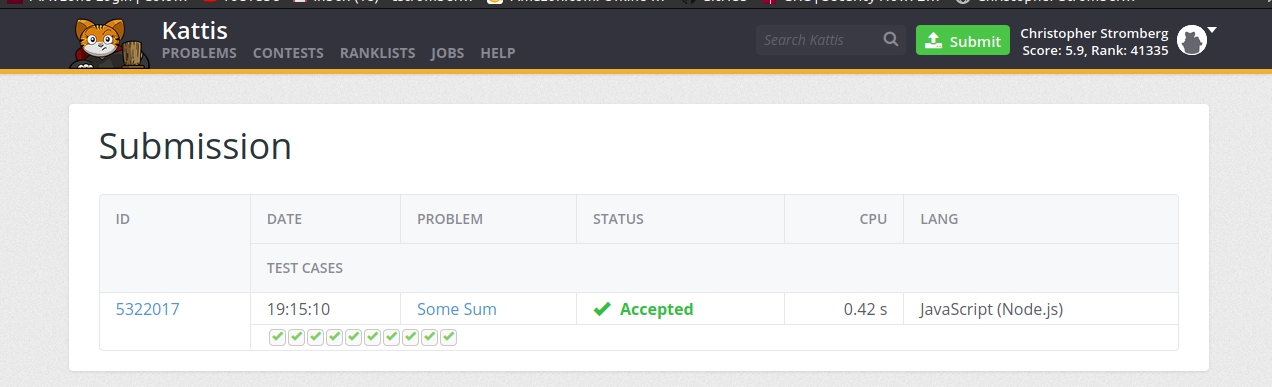 Kattis
PROBLEMS CONTESTS RANKLISTS JOBS HELP
Search Kattis
Submit
Christopher Stromberg
Score: 5.9, Rank: 41335
Submission
ID DATE PROBLEM STATUS CPU LANG
TEST CASES
5322017 19:15:10 Some Sum Accepted 0.42 s JavaScript (Node.js)